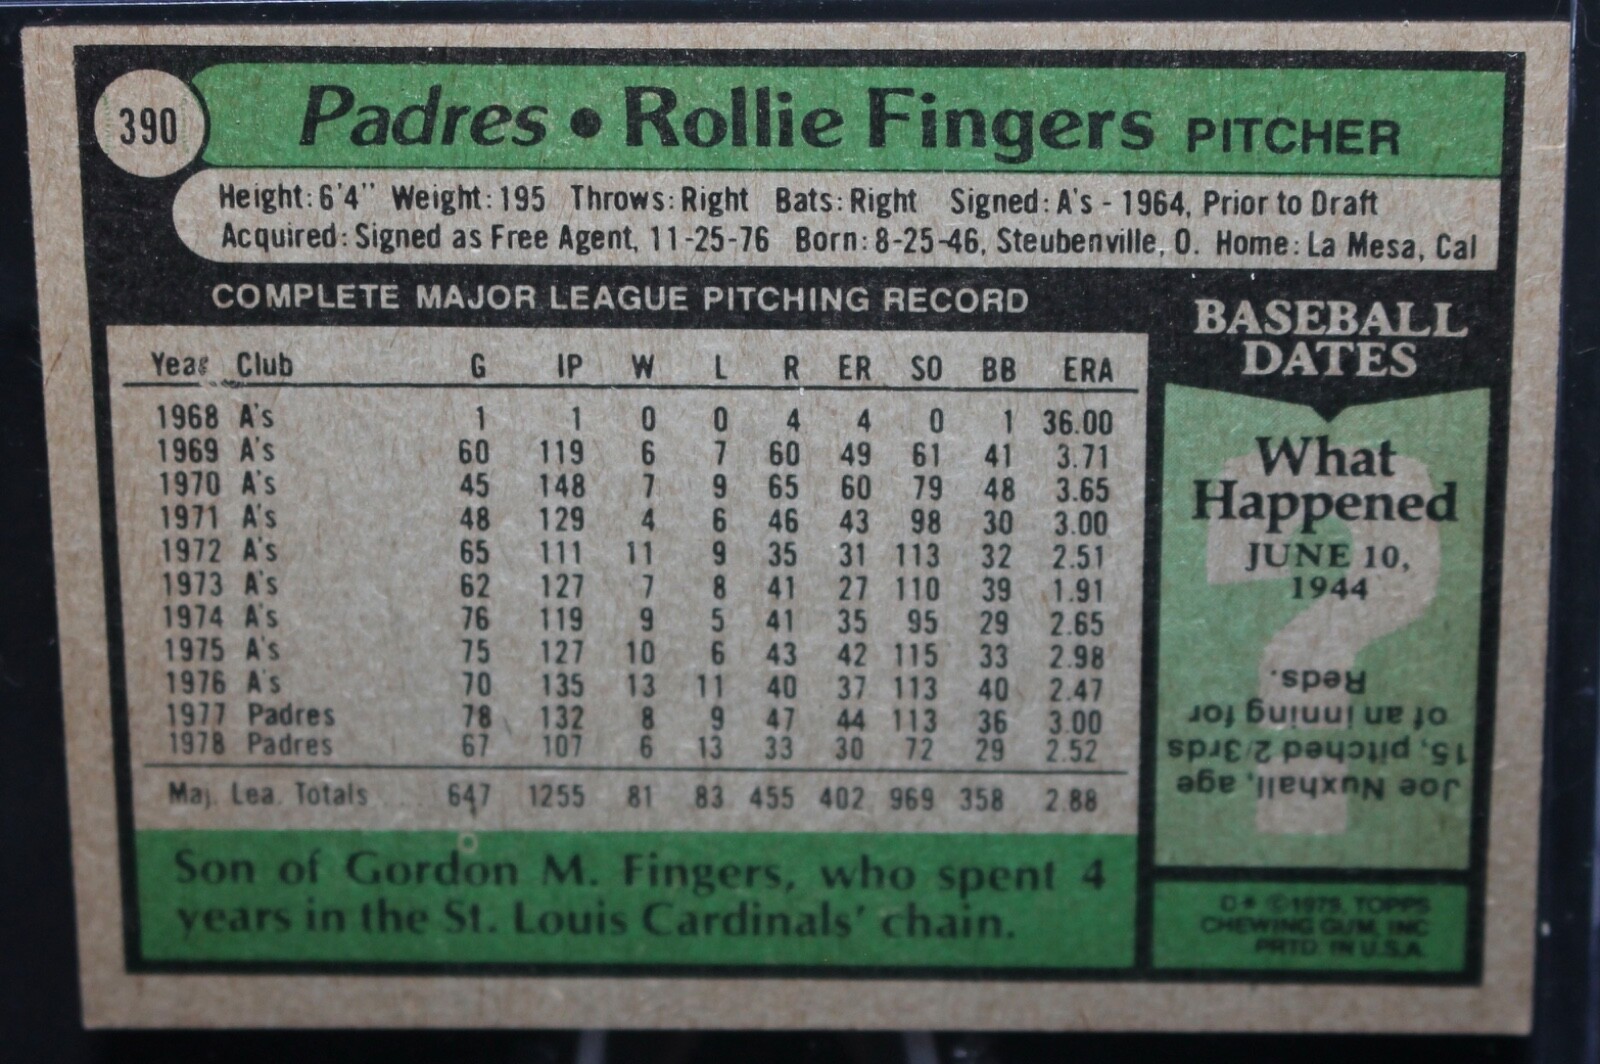 390
Padres • Rollie Fingers PITCHER
Height: 6'4" Weight: 195 Throws: Right Bats: Right Signed: A's - 1964, Prior to Draft
Acquired: Signed as Free Agent, 11-25-76 Born: 8-25-46, Steubenville, O. Home: La Mesa, Cal
COMPLETE MAJOR LEAGUE PITCHING RECORD
Year Club G IP W L R ER SO BB ERA
1968 A's 1 1 0 0 4 4 0 1 36.00
1969 A's 60 119 6 7 60 49 61 41 3.71
1970 A's 45 148 7 9 65 60 79 48 3.65
1971 A's 48 129 4 6 46 43 98 30 3.00
1972 A's 65 111 11 9 35 31 113 32 2.51
1973 A's 62 127 7 8 41 27 110 39 1.91
1974 A's 76 119 9 5 41 35 95 29 2.65
1975 A's 75 127 10 6 43 42 115 33 2.98
1976 A's 70 135 13 11 40 37 113 40 2.47
1977 Padres 78 132 8 9 47 44 113 36 3.00
1978 Padres 67 107 6 13 33 30 72 29 2.52
Maj. Lea. Totals 647 1255 81 83 455 402 969 358 2.88
Son of Gordon M. Fingers, who spent 4
years in the St. Louis Cardinals' chain.
BASEBALL
DATES
What
Happened
JUNE 10,
1944
Joe Nuxhall, age
15, pitched 2/3rds
of an inning for
Reds.
D* © TOPPS
CHEWING GUM, INC
PRTD. IN U.S.A.